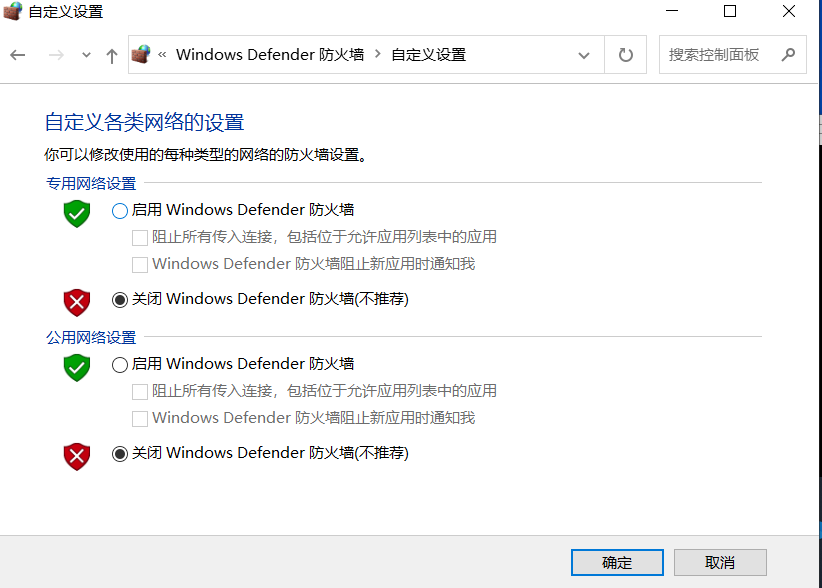 自定义设置
« Windows Defender 防火墙 › 自定义设置
搜索控制面板
自定义各类网络的设置
你可以修改使用的每种类型的网络的防火墙设置。
专用网络设置
启用 Windows Defender 防火墙
阻止所有传入连接，包括位于允许应用列表中的应用
Windows Defender 防火墙阻止新应用时通知我
关闭 Windows Defender 防火墙(不推荐)
公用网络设置
启用 Windows Defender 防火墙
阻止所有传入连接，包括位于允许应用列表中的应用
Windows Defender 防火墙阻止新应用时通知我
关闭 Windows Defender 防火墙(不推荐)
确定
取消